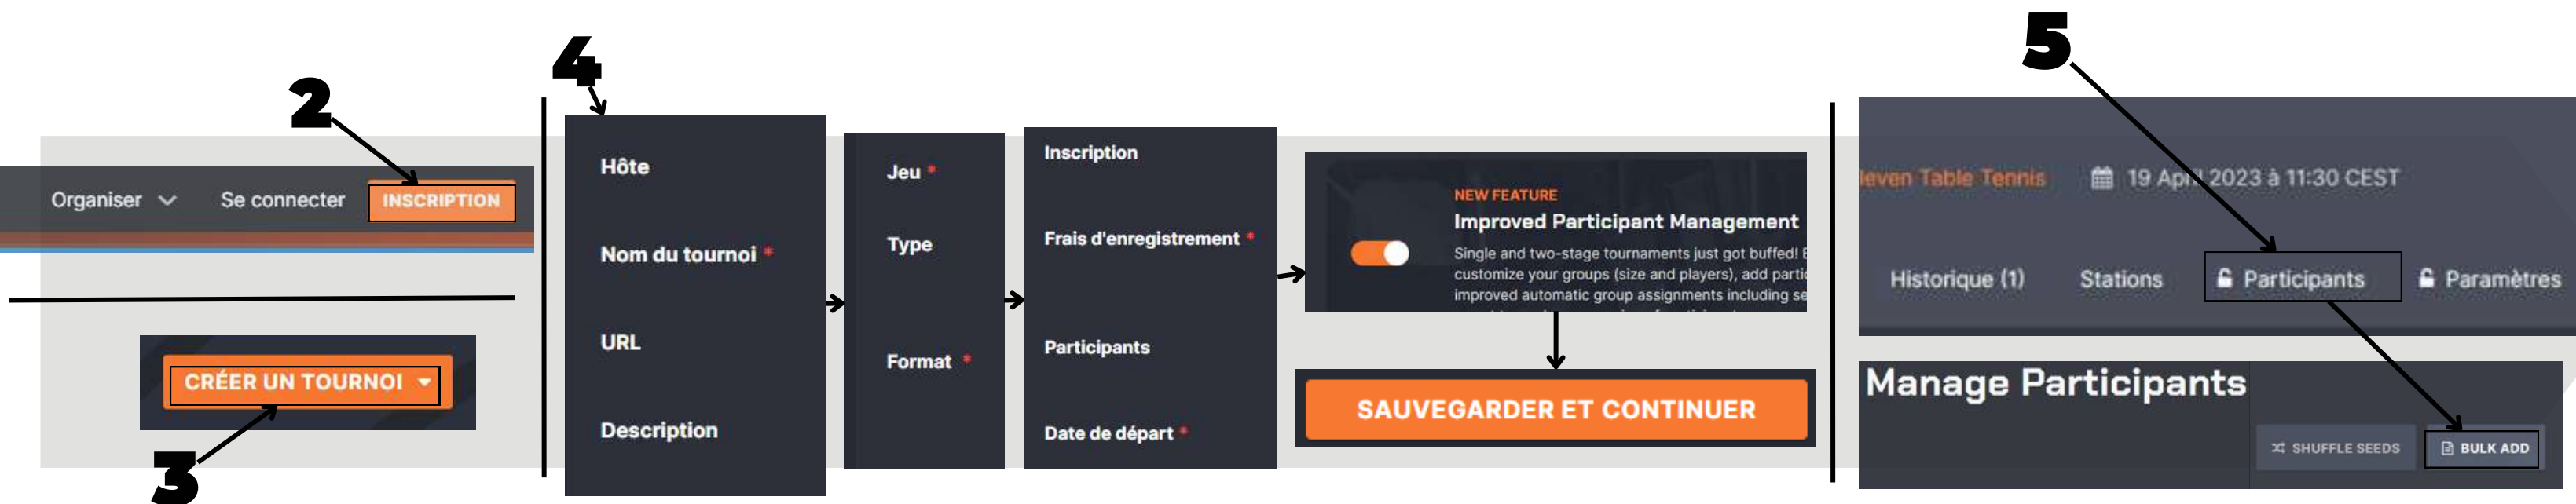 2
Organiser Se connecter INSCRIPTION
CRÉER UN TOURNOI
3
4
Hôte
Nom du tournoi *
URL
Description
Jeu *
Type
Format *
Inscription
Frais d'enregistrement *
Participants
Date de départ *
NEW FEATURE
Improved Participant Management
Single and two-stage tournaments just got buffed!
customize your groups (size and players), add
improved automatic group assignments including
SAUVEGARDER ET CONTINUER
5
leven Table Tennis 19 April 2023 à 11:30 CEST
Historique (1) Stations Participants Paramètres
Manage Participants
SHUFFLE SEEDS BULK ADD